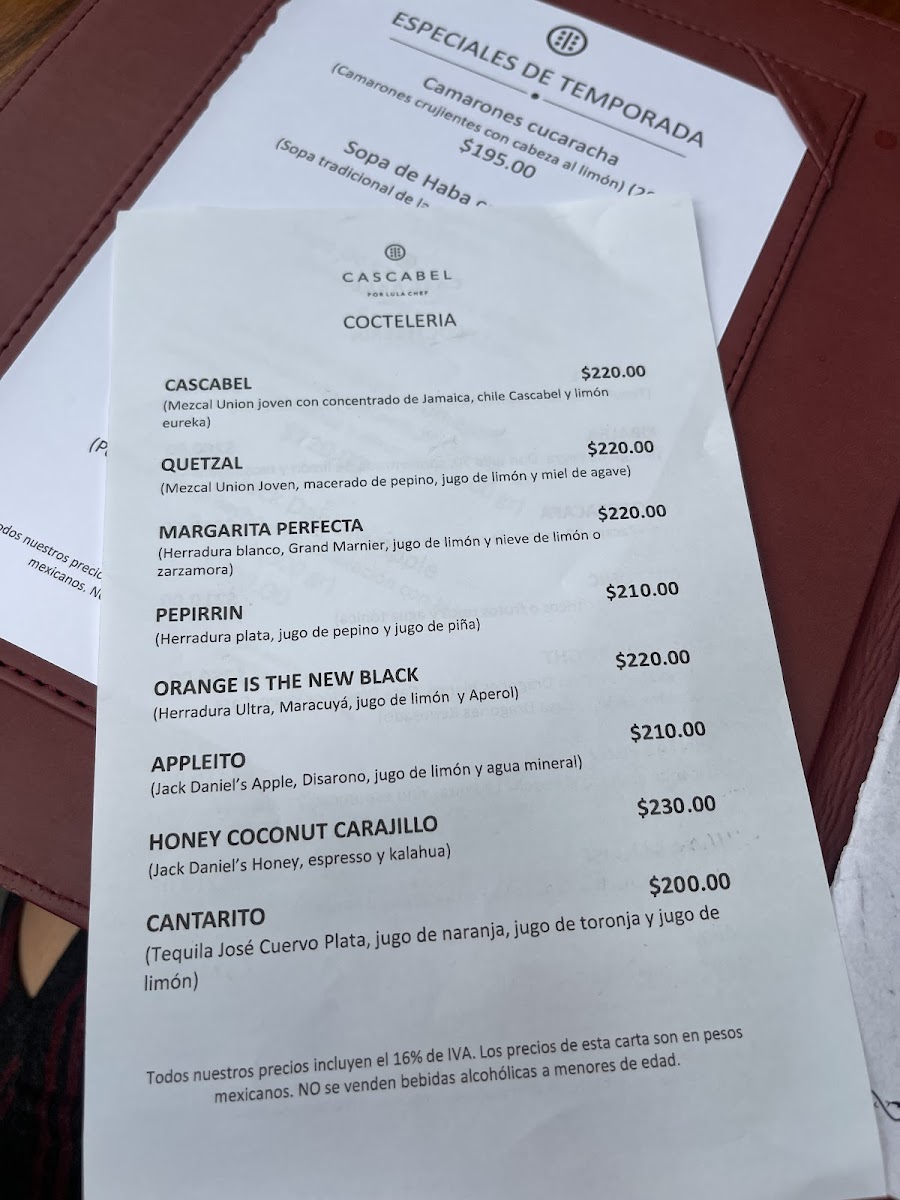 ESPECIALES DE TEMPORADA
Camarones cucaracha
(Camarones crujientes con cabeza al limón)
$195.00
Sopa de Haba
(Sopa tradicional de
Todos nuestros
mexicanos.
CASCABEL
POR LULA CHEF
COCTELERIA
CASCABEL $220.00
(Mezcal Union joven con concentrado de Jamaica, chile Cascabel y limón
eureka)
QUETZAL $220.00
(Mezcal Union Joven, macerado de pepino, jugo de limón y miel de agave)
MARGARITA PERFECTA $220.00
(Herradura blanco, Grand Marnier, jugo de limón y nieve de limón o
zarzamora)
PEPIRRIN $210.00
(Herradura plata, jugo de pepino y jugo de piña)
ORANGE IS THE NEW BLACK $220.00
(Herradura Ultra, Maracuyá, jugo de limón y Aperol)
APPLEITO $210.00
(Jack Daniel's Apple, Disarono, jugo de limón y agua mineral)
HONEY COCONUT CARAJILLO $230.00
(Jack Daniel's Honey, espresso y kalahua)
CANTARITO $200.00
(Tequila José Cuervo Plata, jugo de naranja, jugo de toronja y jugo de
limón)
Todos nuestros precios incluyen el 16% de IVA. Los precios de esta carta son en pesos
mexicanos. NO se venden bebidas alcohólicas a menores de edad.